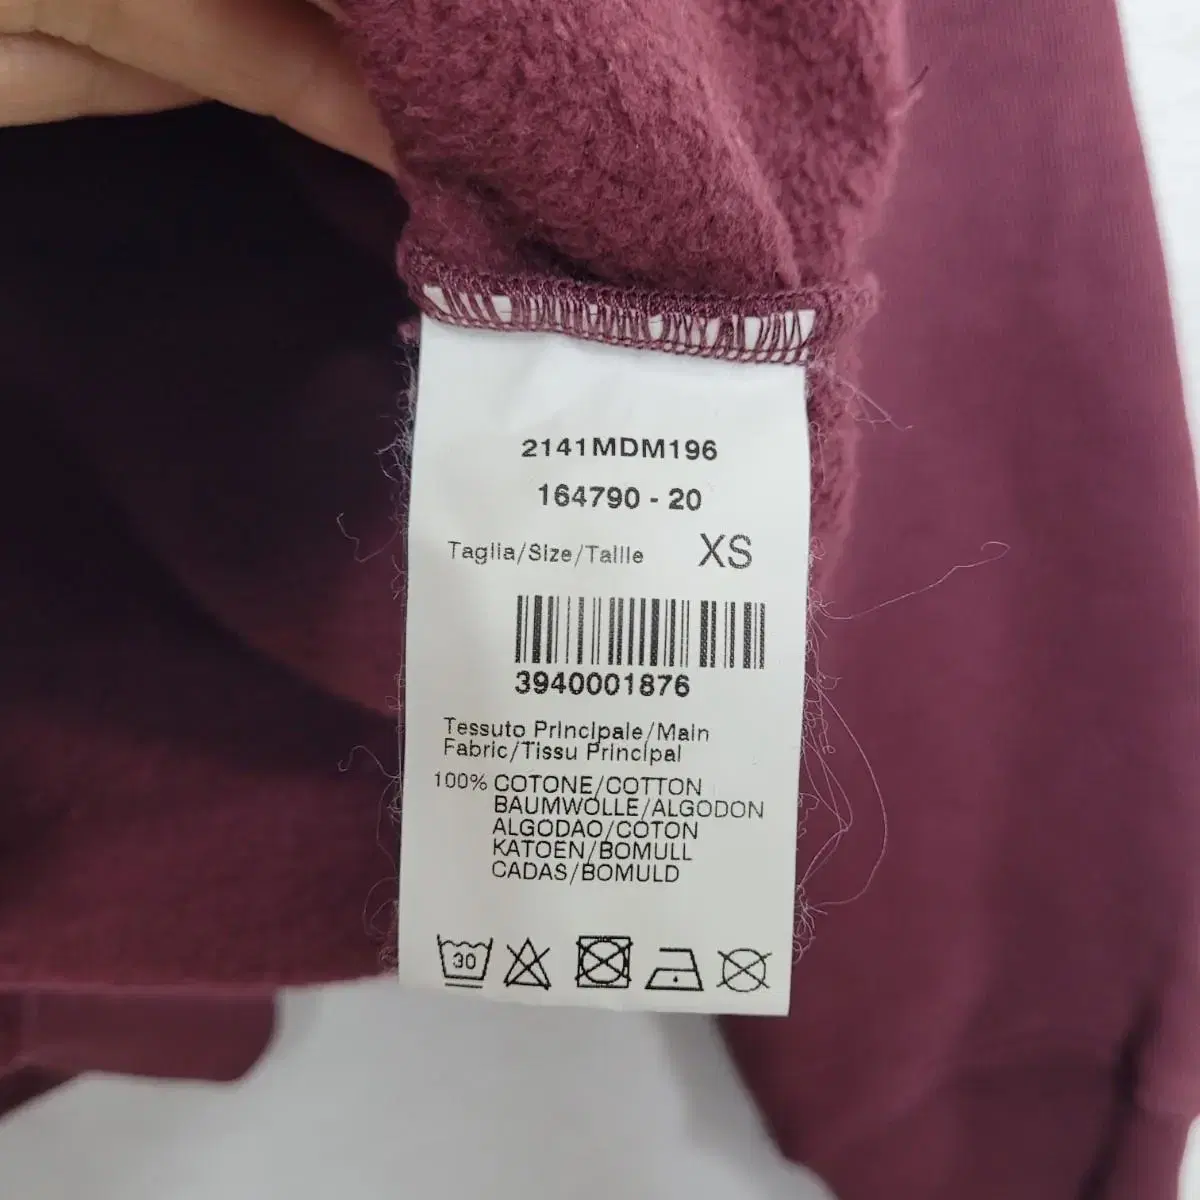 2141MDM196
164790 - 20
Taglia/Size/Taille XS
3940001876
Tessuto Principale/Main
Fabric/Tissu Principal
100% COTONE/COTTON
BAUMWOLLE/ALGODON
ALGODAO/COTON
KATOEN/BOMULL
CADAS/BOMULD
30